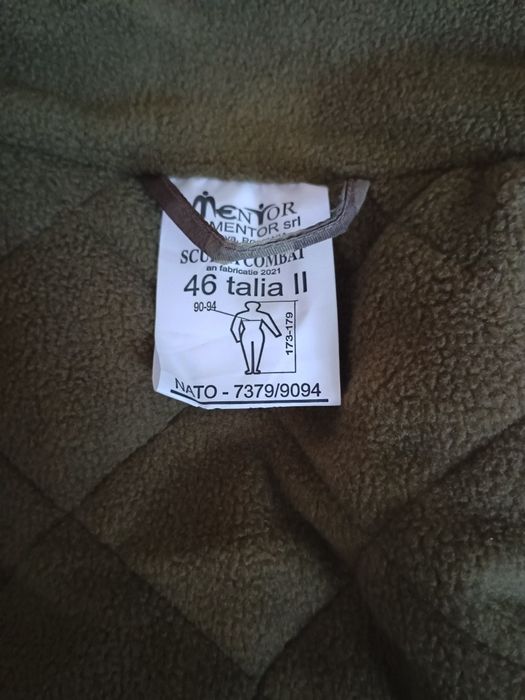 MENTOR
MENTOR srl
COMBAT
an fabricatie 2021
46 talia II
90-94
173-179
NATO - 7379/9094